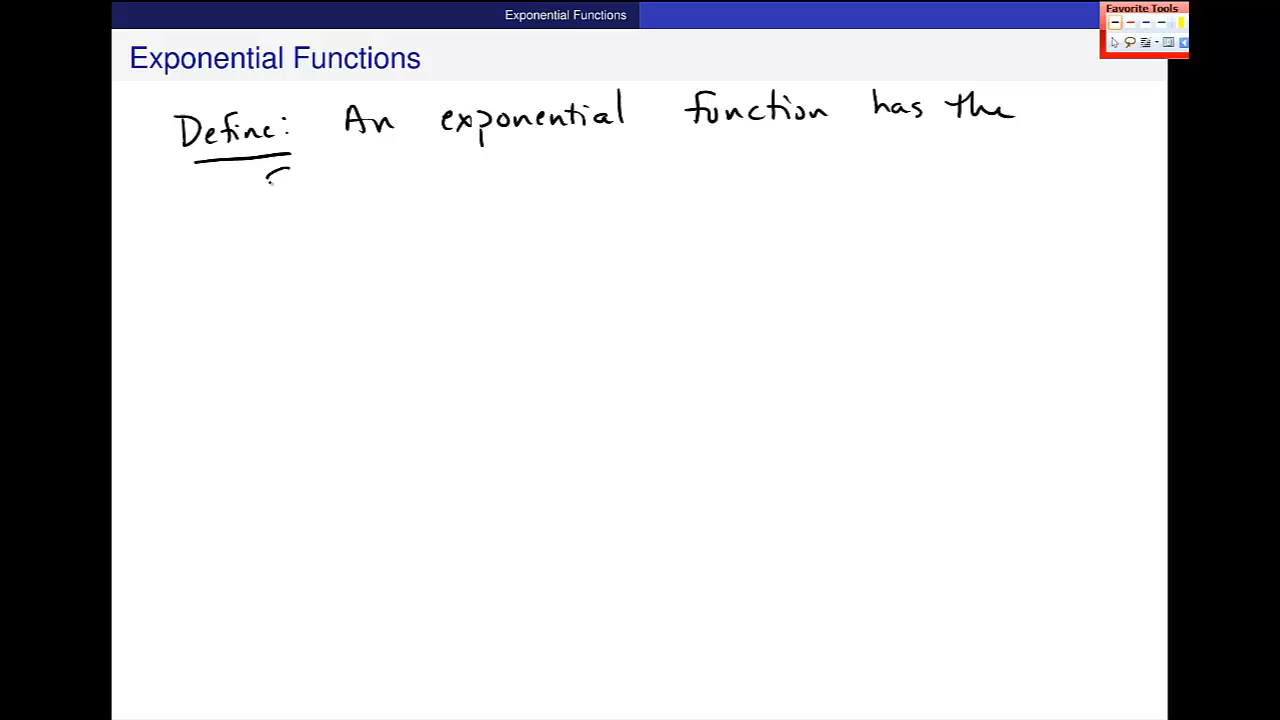 Exponential Functions
Favorite Tools
Exponential Functions
Define: An exponential function has the